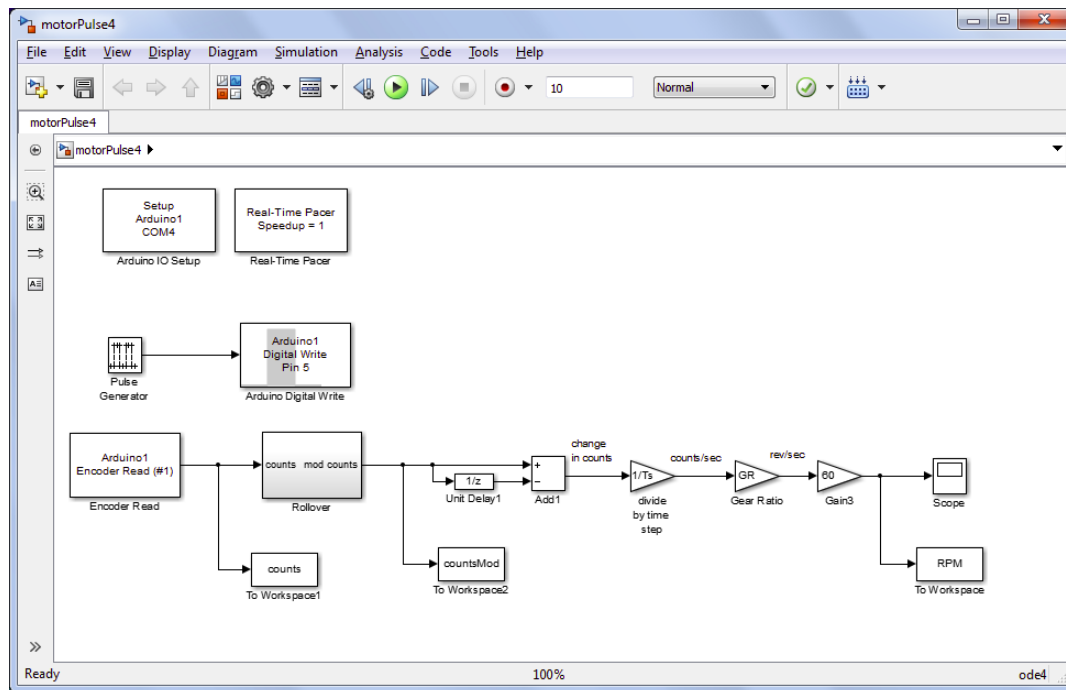 motorPulse4
File Edit View Display Diagram Simulation Analysis Code Tools Help
10 Normal
motorPulse4
motorPulse4
Setup
Arduino1
COM4
Arduino IO Setup
Real-Time Pacer
Speedup = 1
Real-Time Pacer
Pulse
Generator
Arduino1
Digital Write
Pin 5
Arduino Digital Write
Arduino1
Encoder Read (#1)
Encoder Read
counts mod counts
Rollover
1/z
Unit Delay1
+
−
Add1
change
in counts
1/Ts
divide
by time
step
counts/sec
GR
Gear Ratio
rev/sec
60
Gain3
Scope
counts
To Workspace1
countsMod
To Workspace2
RPM
To Workspace
Ready 100% ode4